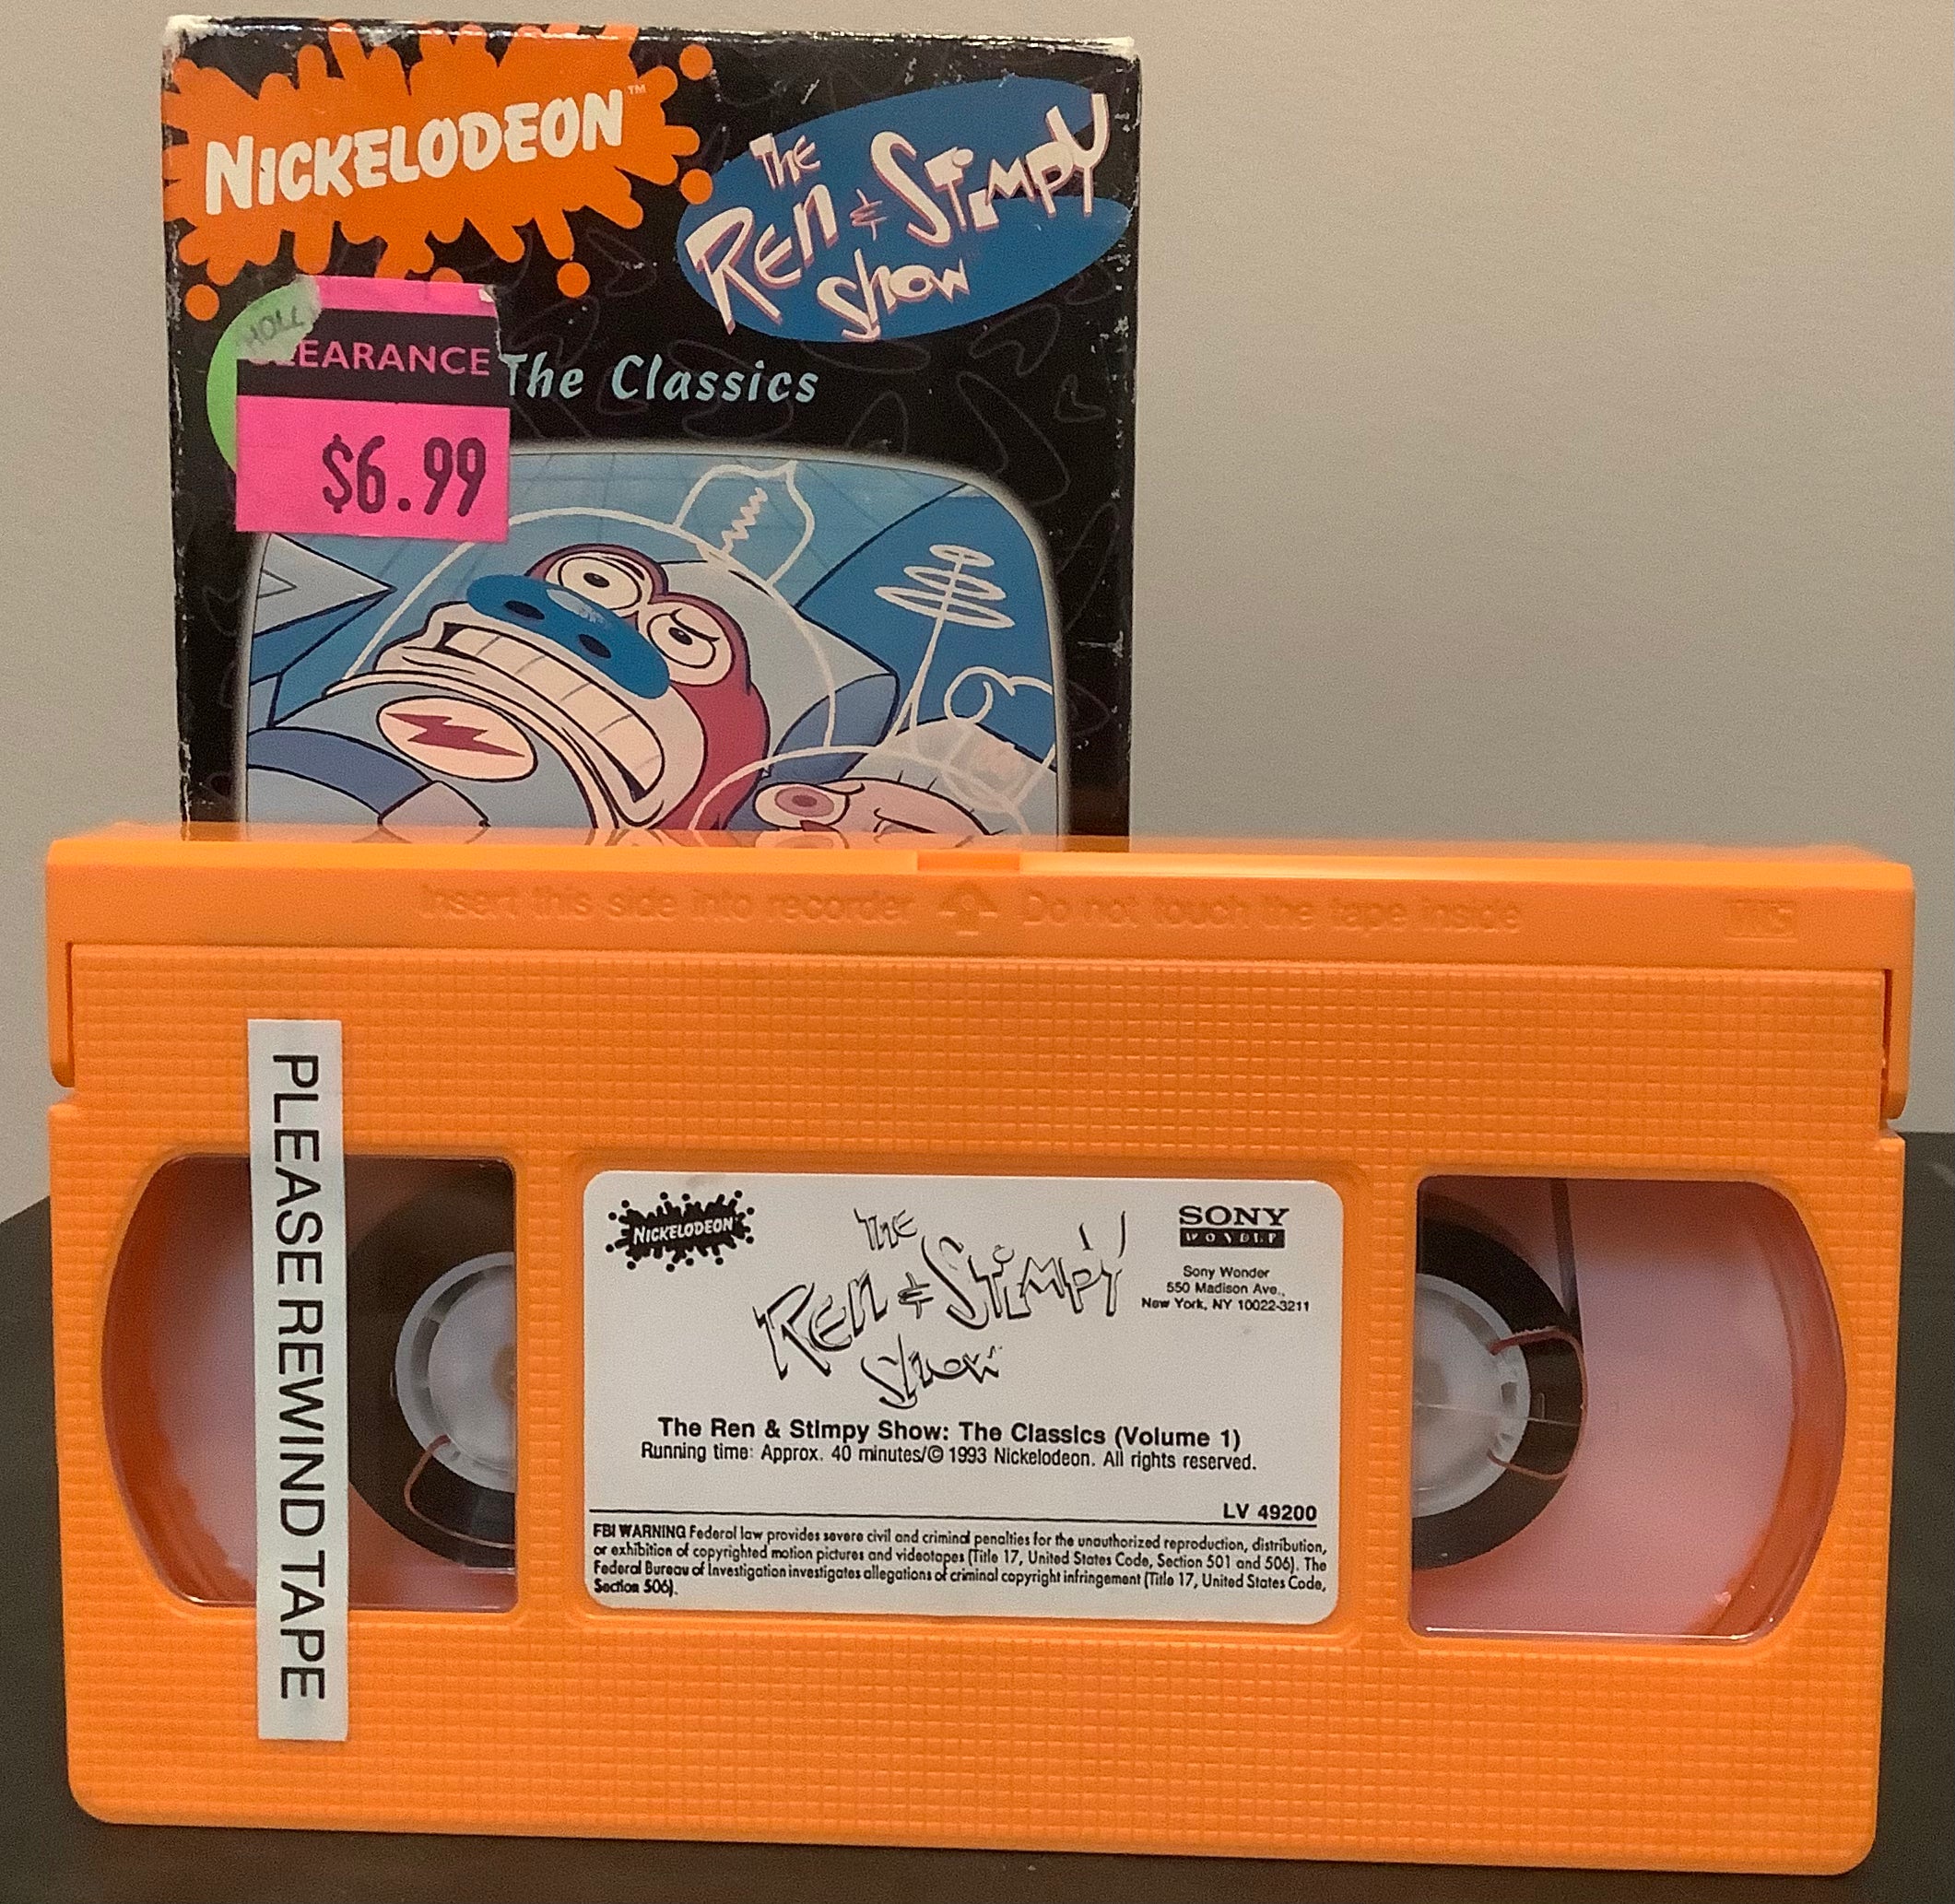 NICKELODEON™
The
Ren & Stimpy
Show
HOLL
CLEARANCE
$6.99
The Classics
Insert this side into recorder Do not touch the tape inside
VHS
PLEASE REWIND TAPE
NICKELODEON
The
Ren & Stimpy
Show
SONY
WONDER
Sony Wonder
550 Madison Ave.,
New York, NY 10022-3211
The Ren & Stimpy Show: The Classics (Volume 1)
Running time: Approx. 40 minutes/© 1993 Nickelodeon. All rights reserved.
LV 49200
FBI WARNING Federal law provides severe civil and criminal penalties for the unauthorized reproduction, distribution,
or exhibition of copyrighted motion pictures and videotapes (Title 17, United States Code, Section 501 and 506). The
Federal Bureau of Investigation investigates allegations of criminal copyright infringement (Title 17, United States Code,
Section 506).